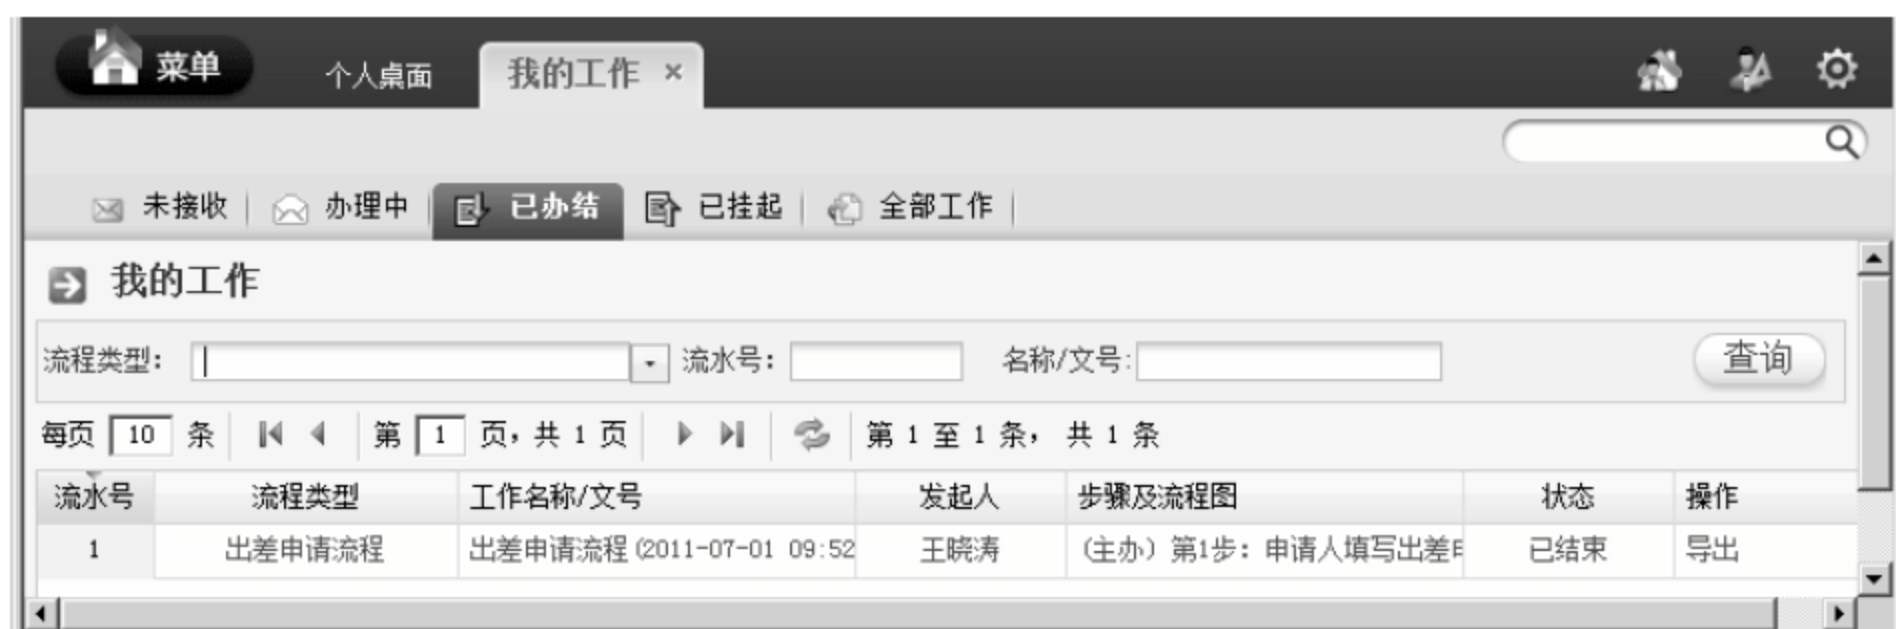 菜单 个人桌面 我的工作 ×
未接收 办理中 已办结 已挂起 全部工作
我的工作
流程类型： 流水号： 名称/文号: 查询
每页 10 条 第 1 页，共 1 页 第 1 至 1 条， 共 1 条
流水号 流程类型 工作名称/文号 发起人 步骤及流程图 状态 操作
1 出差申请流程 出差申请流程(2011-07-01 09:52 王晓涛 （主办）第1步：申请人填写出差 已结束 导出